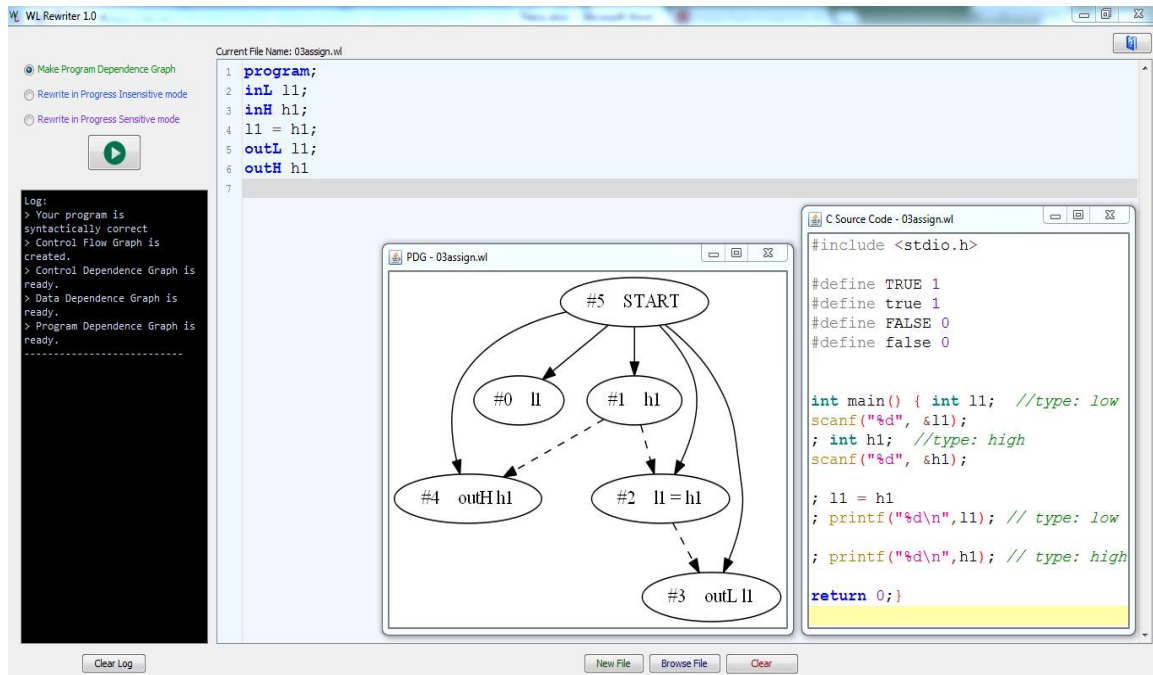 WL Rewriter 1.0
Current File Name: 03assign.wl
Make Program Dependence Graph
Rewrite in Progress Insensitive mode
Rewrite in Progress Sensitive mode
Log:
> Your program is
syntactically correct
> Control Flow Graph is
created.
> Control Dependence Graph is
ready.
> Data Dependence Graph is
ready.
> Program Dependence Graph is
ready.
---------------------------
1 program;
2 inL l1;
3 inH h1;
4 l1 = h1;
5 outL l1;
6 outH h1
7
PDG - 03assign.wl
#5 START
#0 l1
#1 h1
#4 outH h1
#2 l1 = h1
#3 outL l1
C Source Code - 03assign.wl
#include <stdio.h>
#define TRUE 1
#define true 1
#define FALSE 0
#define false 0
int main() { int l1; //type: low
scanf("%d", &l1);
; int h1; //type: high
scanf("%d", &h1);
; l1 = h1
; printf("%d\n",l1); // type: low
; printf("%d\n",h1); // type: high
return 0;}
Clear Log
New File
Browse File
Clear